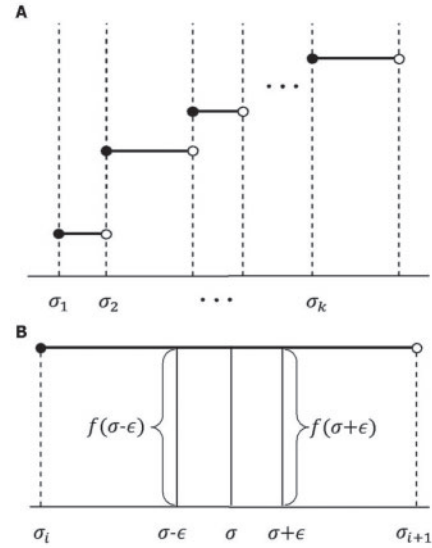 A
• • •
σ₁ σ₂ • • • σₖ
B
f(σ-ϵ) f(σ+ϵ)
σᵢ σ-ϵ σ σ+ϵ σᵢ₊₁